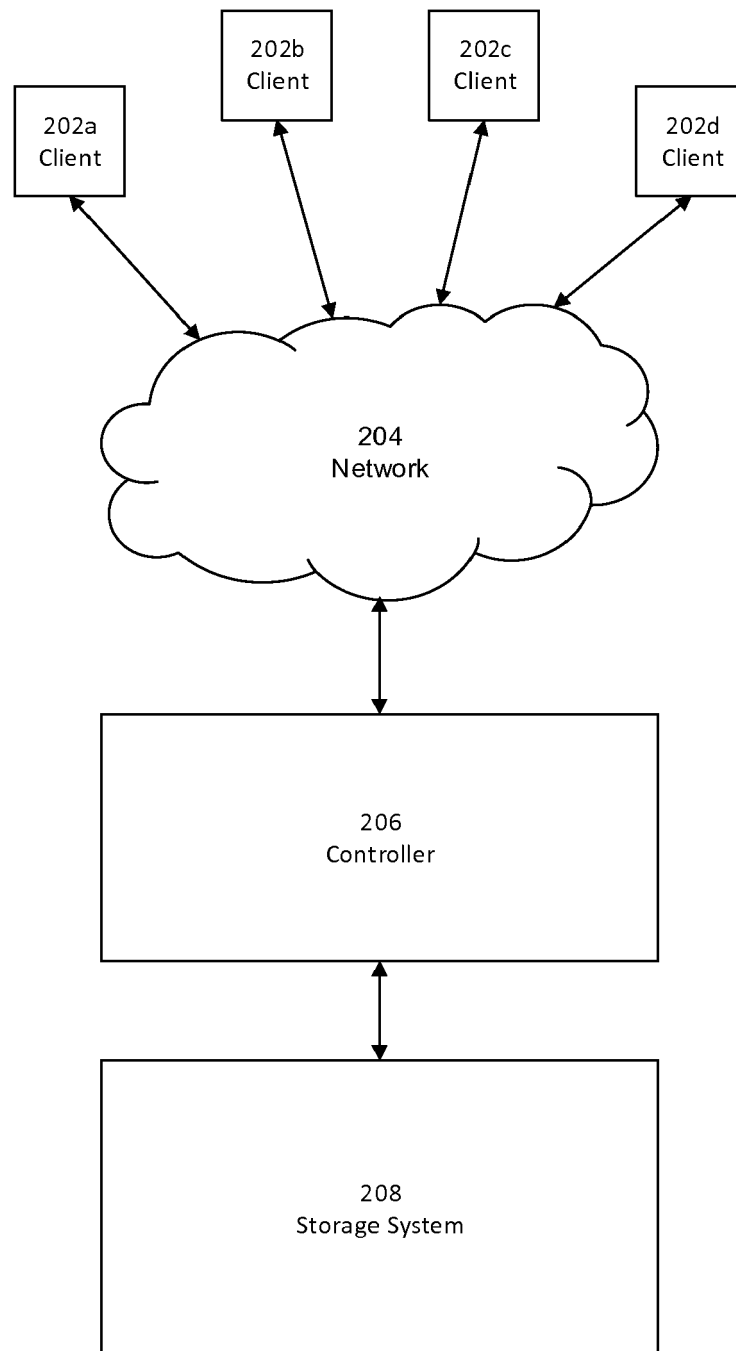 202a
Client
202b
Client
202c
Client
202d
Client
204
Network
206
Controller
208
Storage System